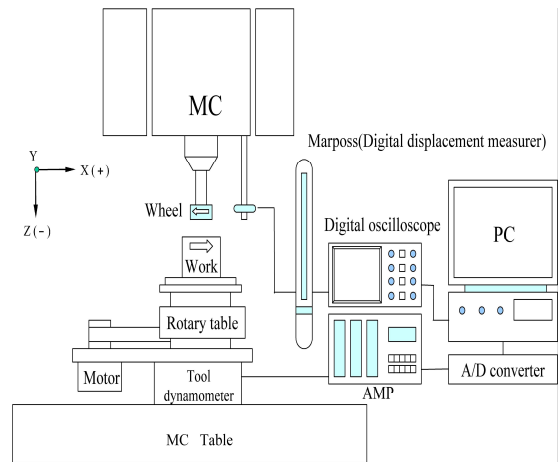 MC
Marposs(Digital displacement measurer)
Y
X(+)
Z(−)
Wheel
Digital oscilloscope
PC
Work
Rotary table
Motor
Tool
dynamometer
AMP
A/D converter
MC Table